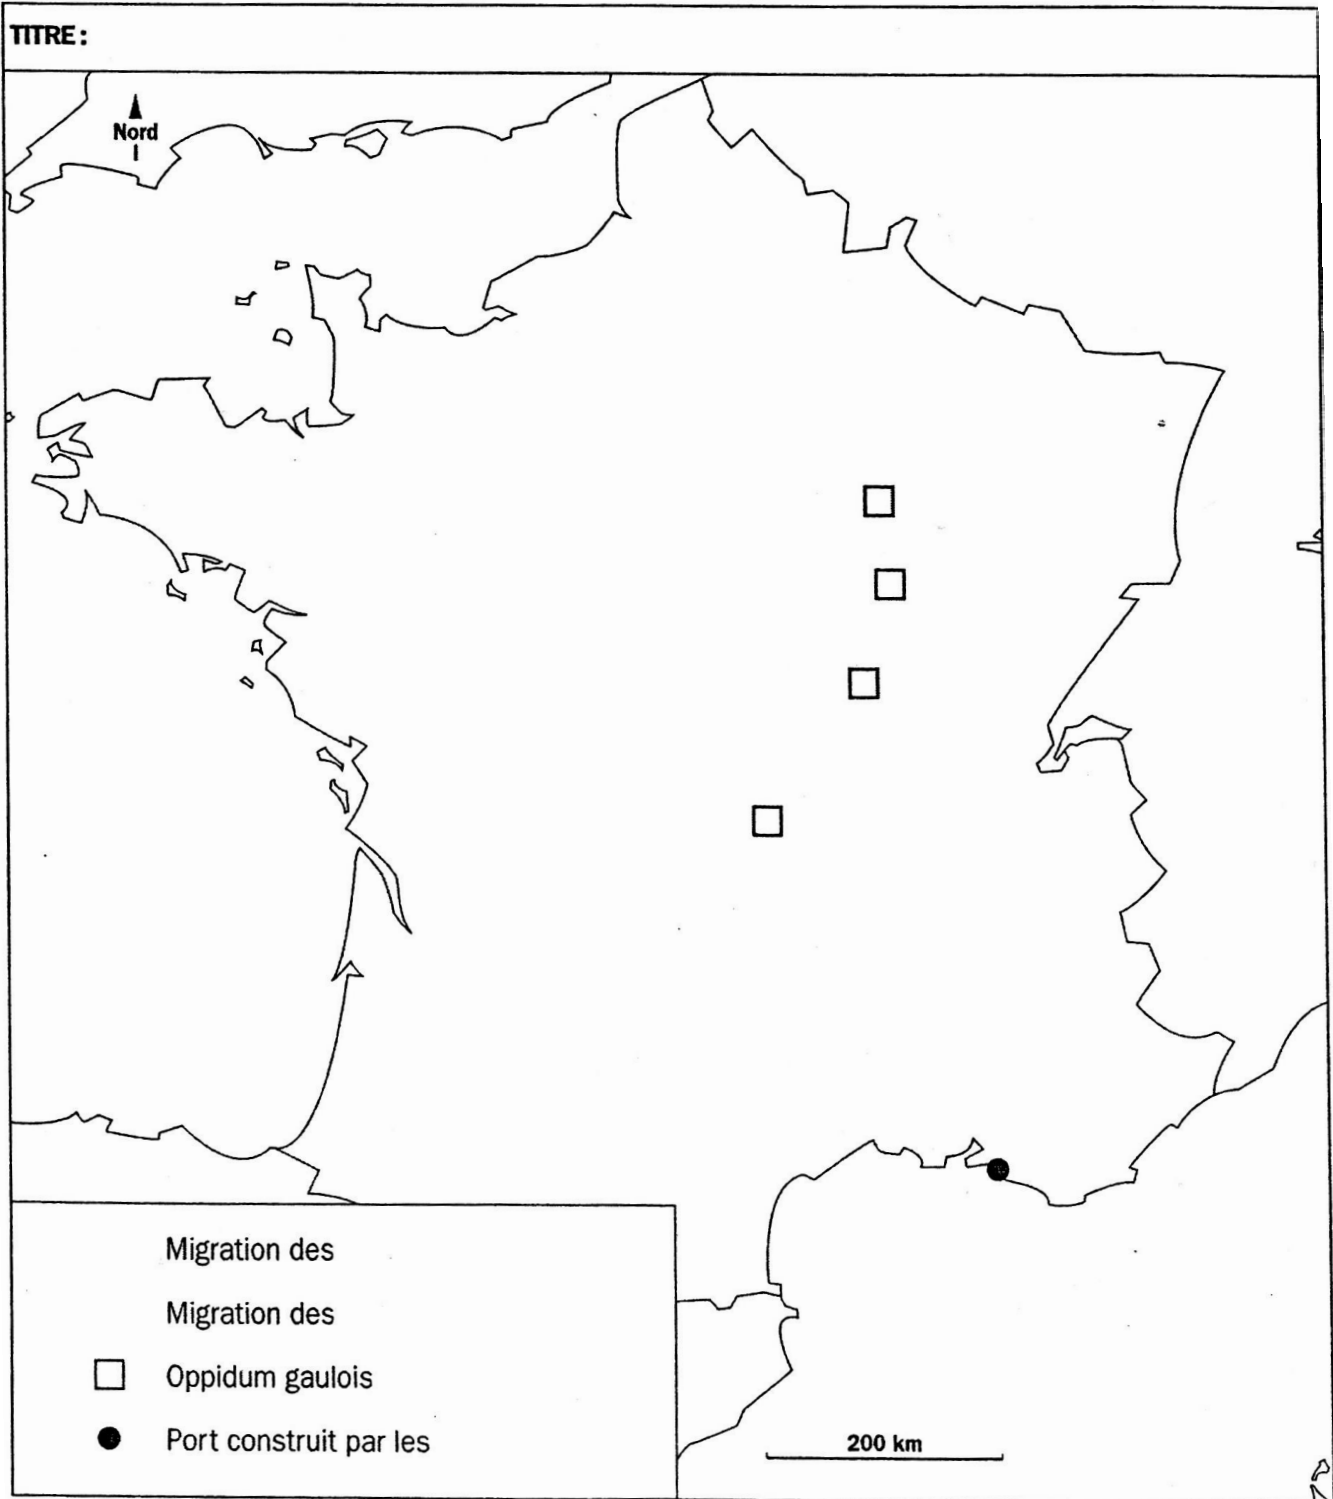 TITRE :
Nord
Migration des
Migration des
Oppidum gaulois
Port construit par les
200 km